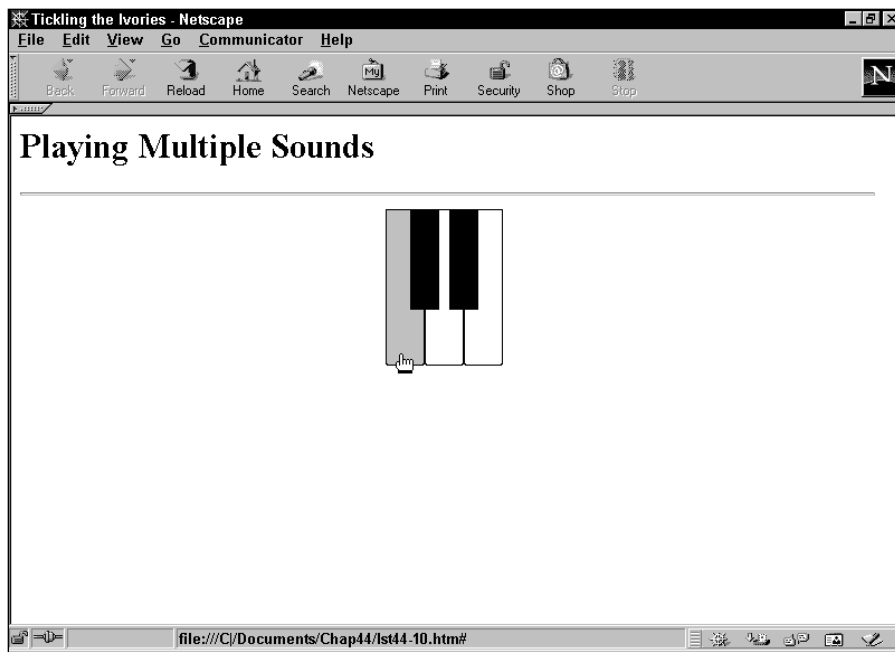 Tickling the Ivories - Netscape
File Edit View Go Communicator Help
My
Back Forward Reload Home Search Netscape Print Security Shop Stop
N
Playing Multiple Sounds
file:///C|/Documents/Chap44/lst44-10.htm#